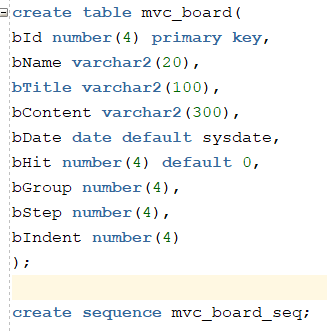 create table mvc_board(
bId number(4) primary key,
bName varchar2(20),
bTitle varchar2(100),
bContent varchar2(300),
bDate date default sysdate,
bHit number(4) default 0,
bGroup number(4),
bStep number(4),
bIndent number(4)
);
create sequence mvc_board_seq;